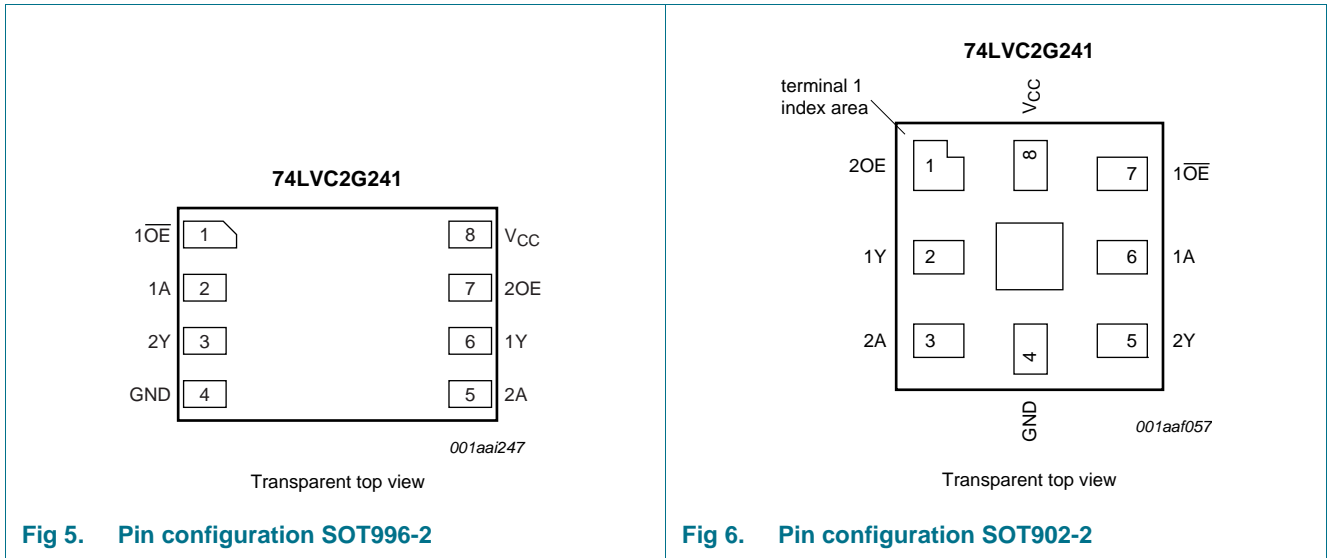 74LVC2G241
1O̅E̅ 1
8 VCC
1A 2
7 2OE
2Y 3
6 1Y
GND 4
5 2A
001aai247
Transparent top view
Fig 5. Pin configuration SOT996-2
74LVC2G241
terminal 1
index area
VCC
2OE 1
8
7 1O̅E̅
1Y 2
6 1A
2A 3
4
5 2Y
GND
001aaf057
Transparent top view
Fig 6. Pin configuration SOT902-2